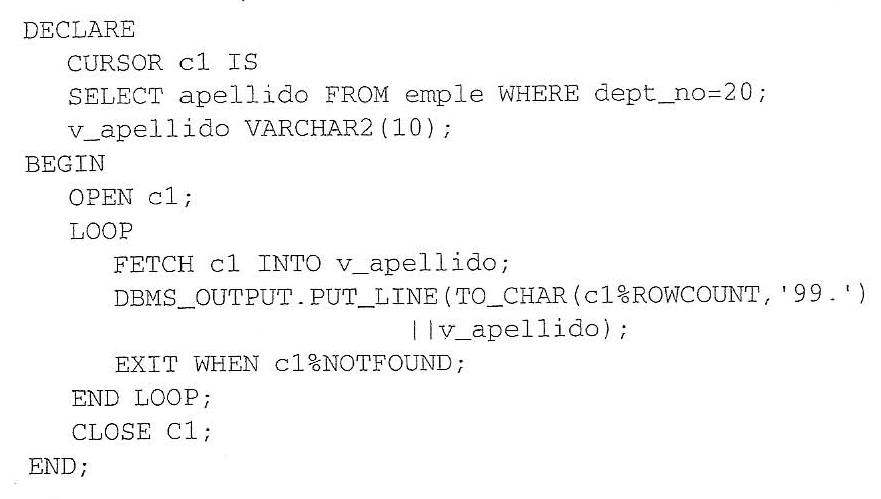 DECLARE
CURSOR c1 IS
SELECT apellido FROM emple WHERE dept_no=20;
v_apellido VARCHAR2(10);
BEGIN
OPEN c1;
LOOP
FETCH c1 INTO v_apellido;
DBMS_OUTPUT.PUT_LINE(TO_CHAR(c1%ROWCOUNT,'99.')
||v_apellido);
EXIT WHEN c1%NOTFOUND;
END LOOP;
CLOSE C1;
END;